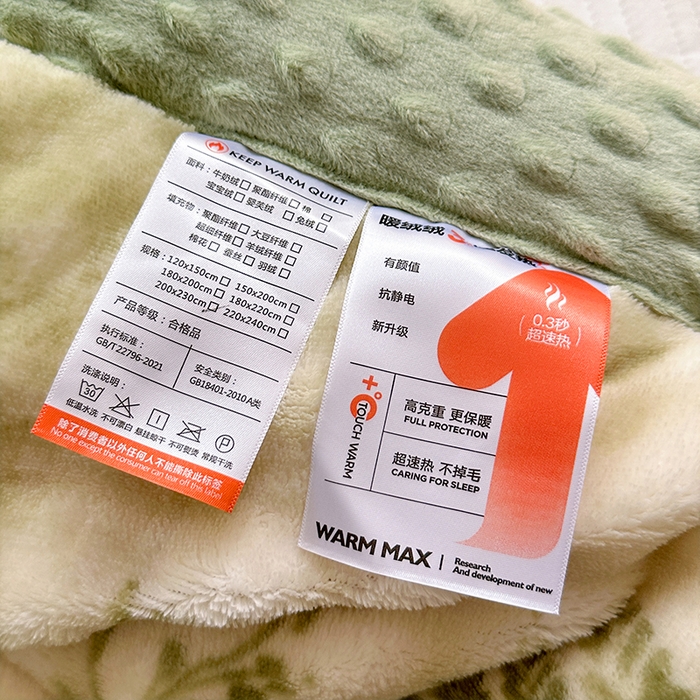 KEEP WARM QUILT
面料：牛奶绒□ 聚酯纤维□ 棉□
宝宝绒□ 婴芙绒□ 兔绒□
填充物：聚酯纤维□ 大豆纤维□
超细纤维□ 羊绒纤维□
棉花□ 蚕丝□ 羽绒□
规格：120x150cm□ 150x200cm□
180x200cm□ 180x220cm□
200x230cm□ 220x240cm□
产品等级：合格品
执行标准：
GB/T22796-2021
安全类别：
GB18401-2010A类
洗涤说明：
30
P
低温水洗 不可漂白 悬挂晾干 不可熨烫 常规干洗
除了消费者以外任何人不能撕除此标签
No one except the consumer can tear off this label
暖绒绒
有颜值
抗静电
新升级
0.3秒
超速热
TOUCH WARM
高克重 更保暖
FULL PROTECTION
超速热 不掉毛
CARING FOR SLEEP
WARM MAX
Research
And development of new